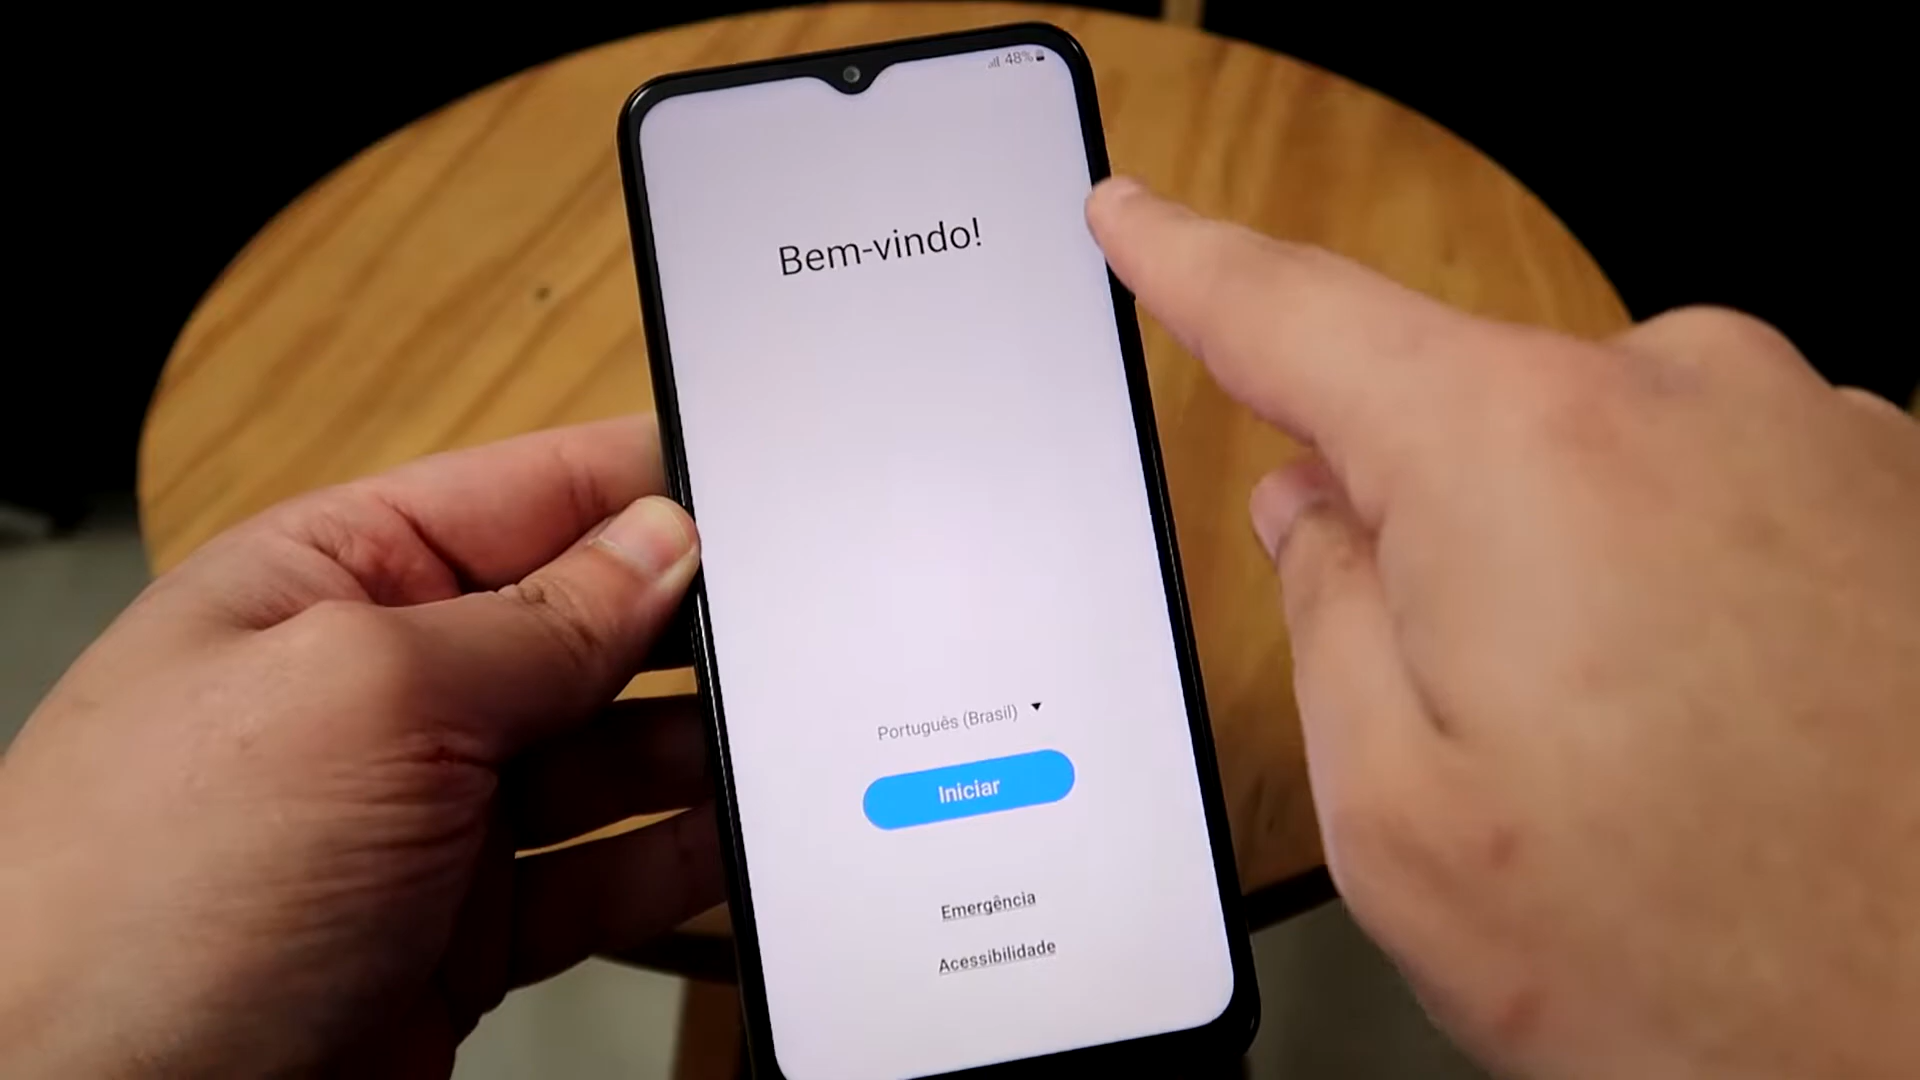 48%
Bem-vindo!
Português (Brasil)
Iniciar
Emergência
Acessibilidade